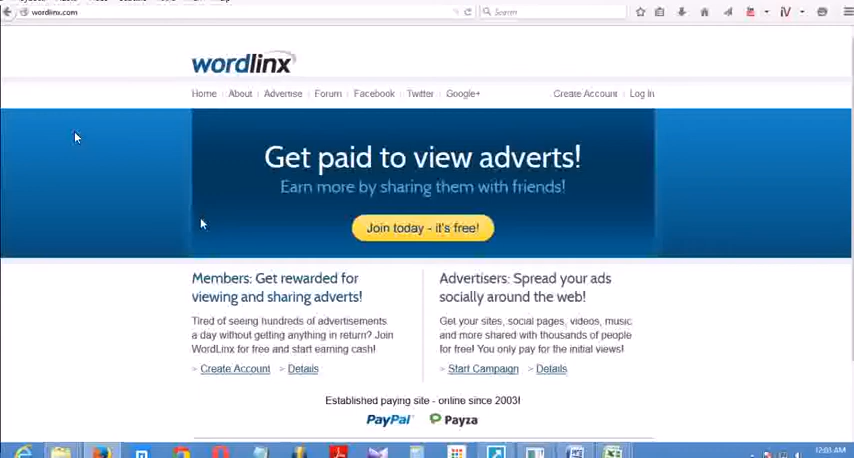 wordlinx.com
Search
wordlinx
Home About Advertise Forum Facebook Twitter Google+ Create Account Log In
Get paid to view adverts!
Earn more by sharing them with friends!
Join today - it's free!
Members: Get rewarded for
viewing and sharing adverts!
Tired of seeing hundreds of advertisements
a day without getting anything in return? Join
WordLinx for free and start earning cash!
> Create Account > Details
Advertisers: Spread your ads
socially around the web!
Get your sites, social pages, videos, music
and more shared with thousands of people
for free! You only pay for the initial views!
> Start Campaign > Details
Established paying site - online since 2003!
PayPal Payza
12:03 AM